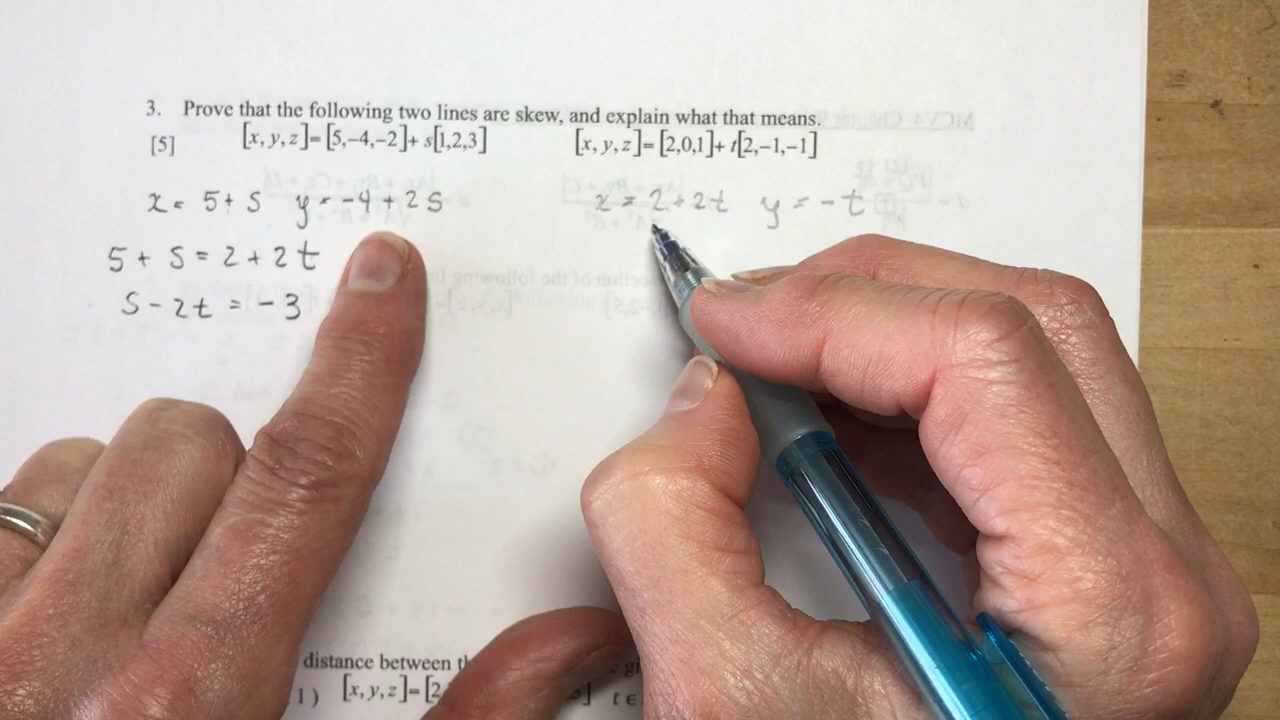 3. Prove that the following two lines are skew, and explain what that means.
[5] [x, y, z]=[5,−4,−2]+ s[1,2,3] [x, y, z]=[2,0,1]+ t[2,−1,−1]
x = 5 + s y = -4 + 2s x = 2 + 2t y = -t
5 + s = 2 + 2t
s - 2t = -3
distance between
1) [x, y, z]=[2